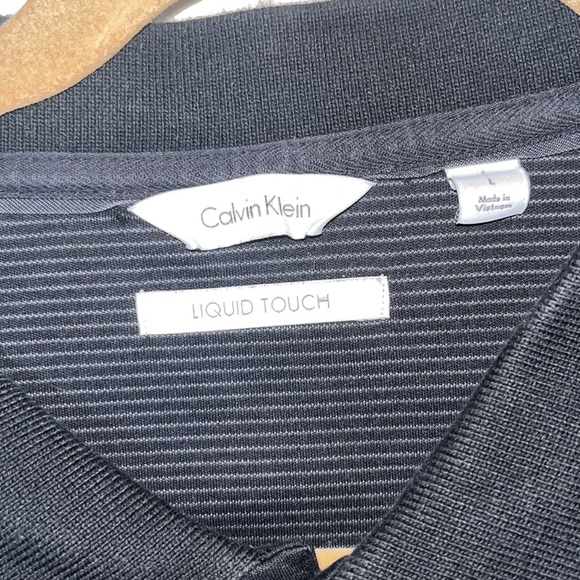 Calvin Klein
L
Made in
Vietnam
LIQUID TOUCH